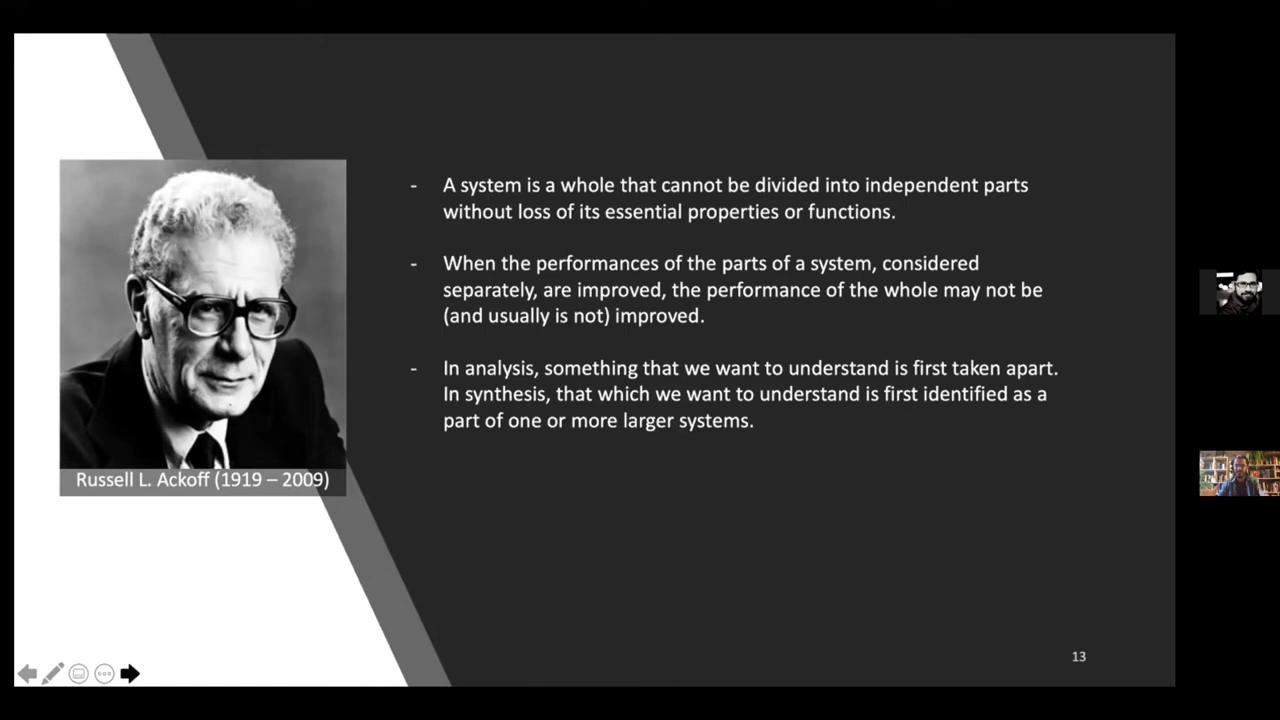 - A system is a whole that cannot be divided into independent parts
without loss of its essential properties or functions.
- When the performances of the parts of a system, considered
separately, are improved, the performance of the whole may not be
(and usually is not) improved.
- In analysis, something that we want to understand is first taken apart.
In synthesis, that which we want to understand is first identified as a
part of one or more larger systems.
Russell L. Ackoff (1919 – 2009)
13